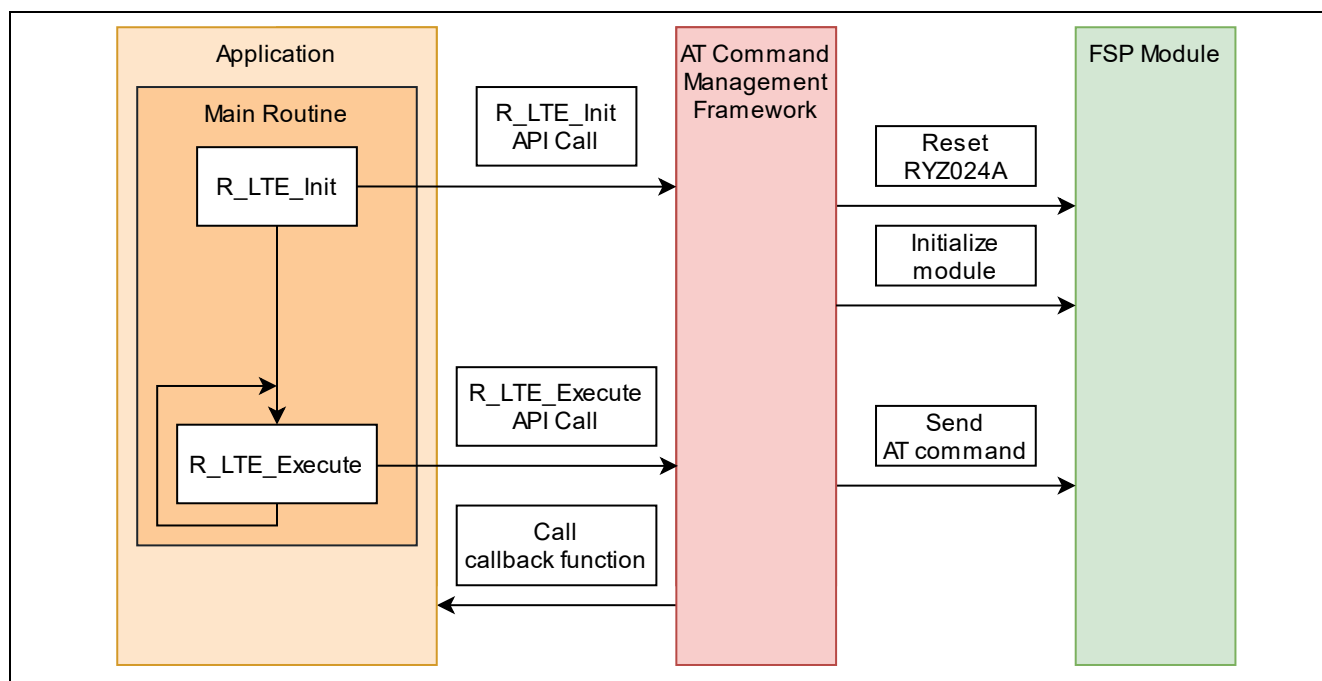 Application
AT Command
Management
Framework
FSP Module
Main Routine
R_LTE_Init
API Call
Reset
RYZ024A
R_LTE_Init
Initialize
module
R_LTE_Execute
API Call
Send
AT command
R_LTE_Execute
Call
callback function